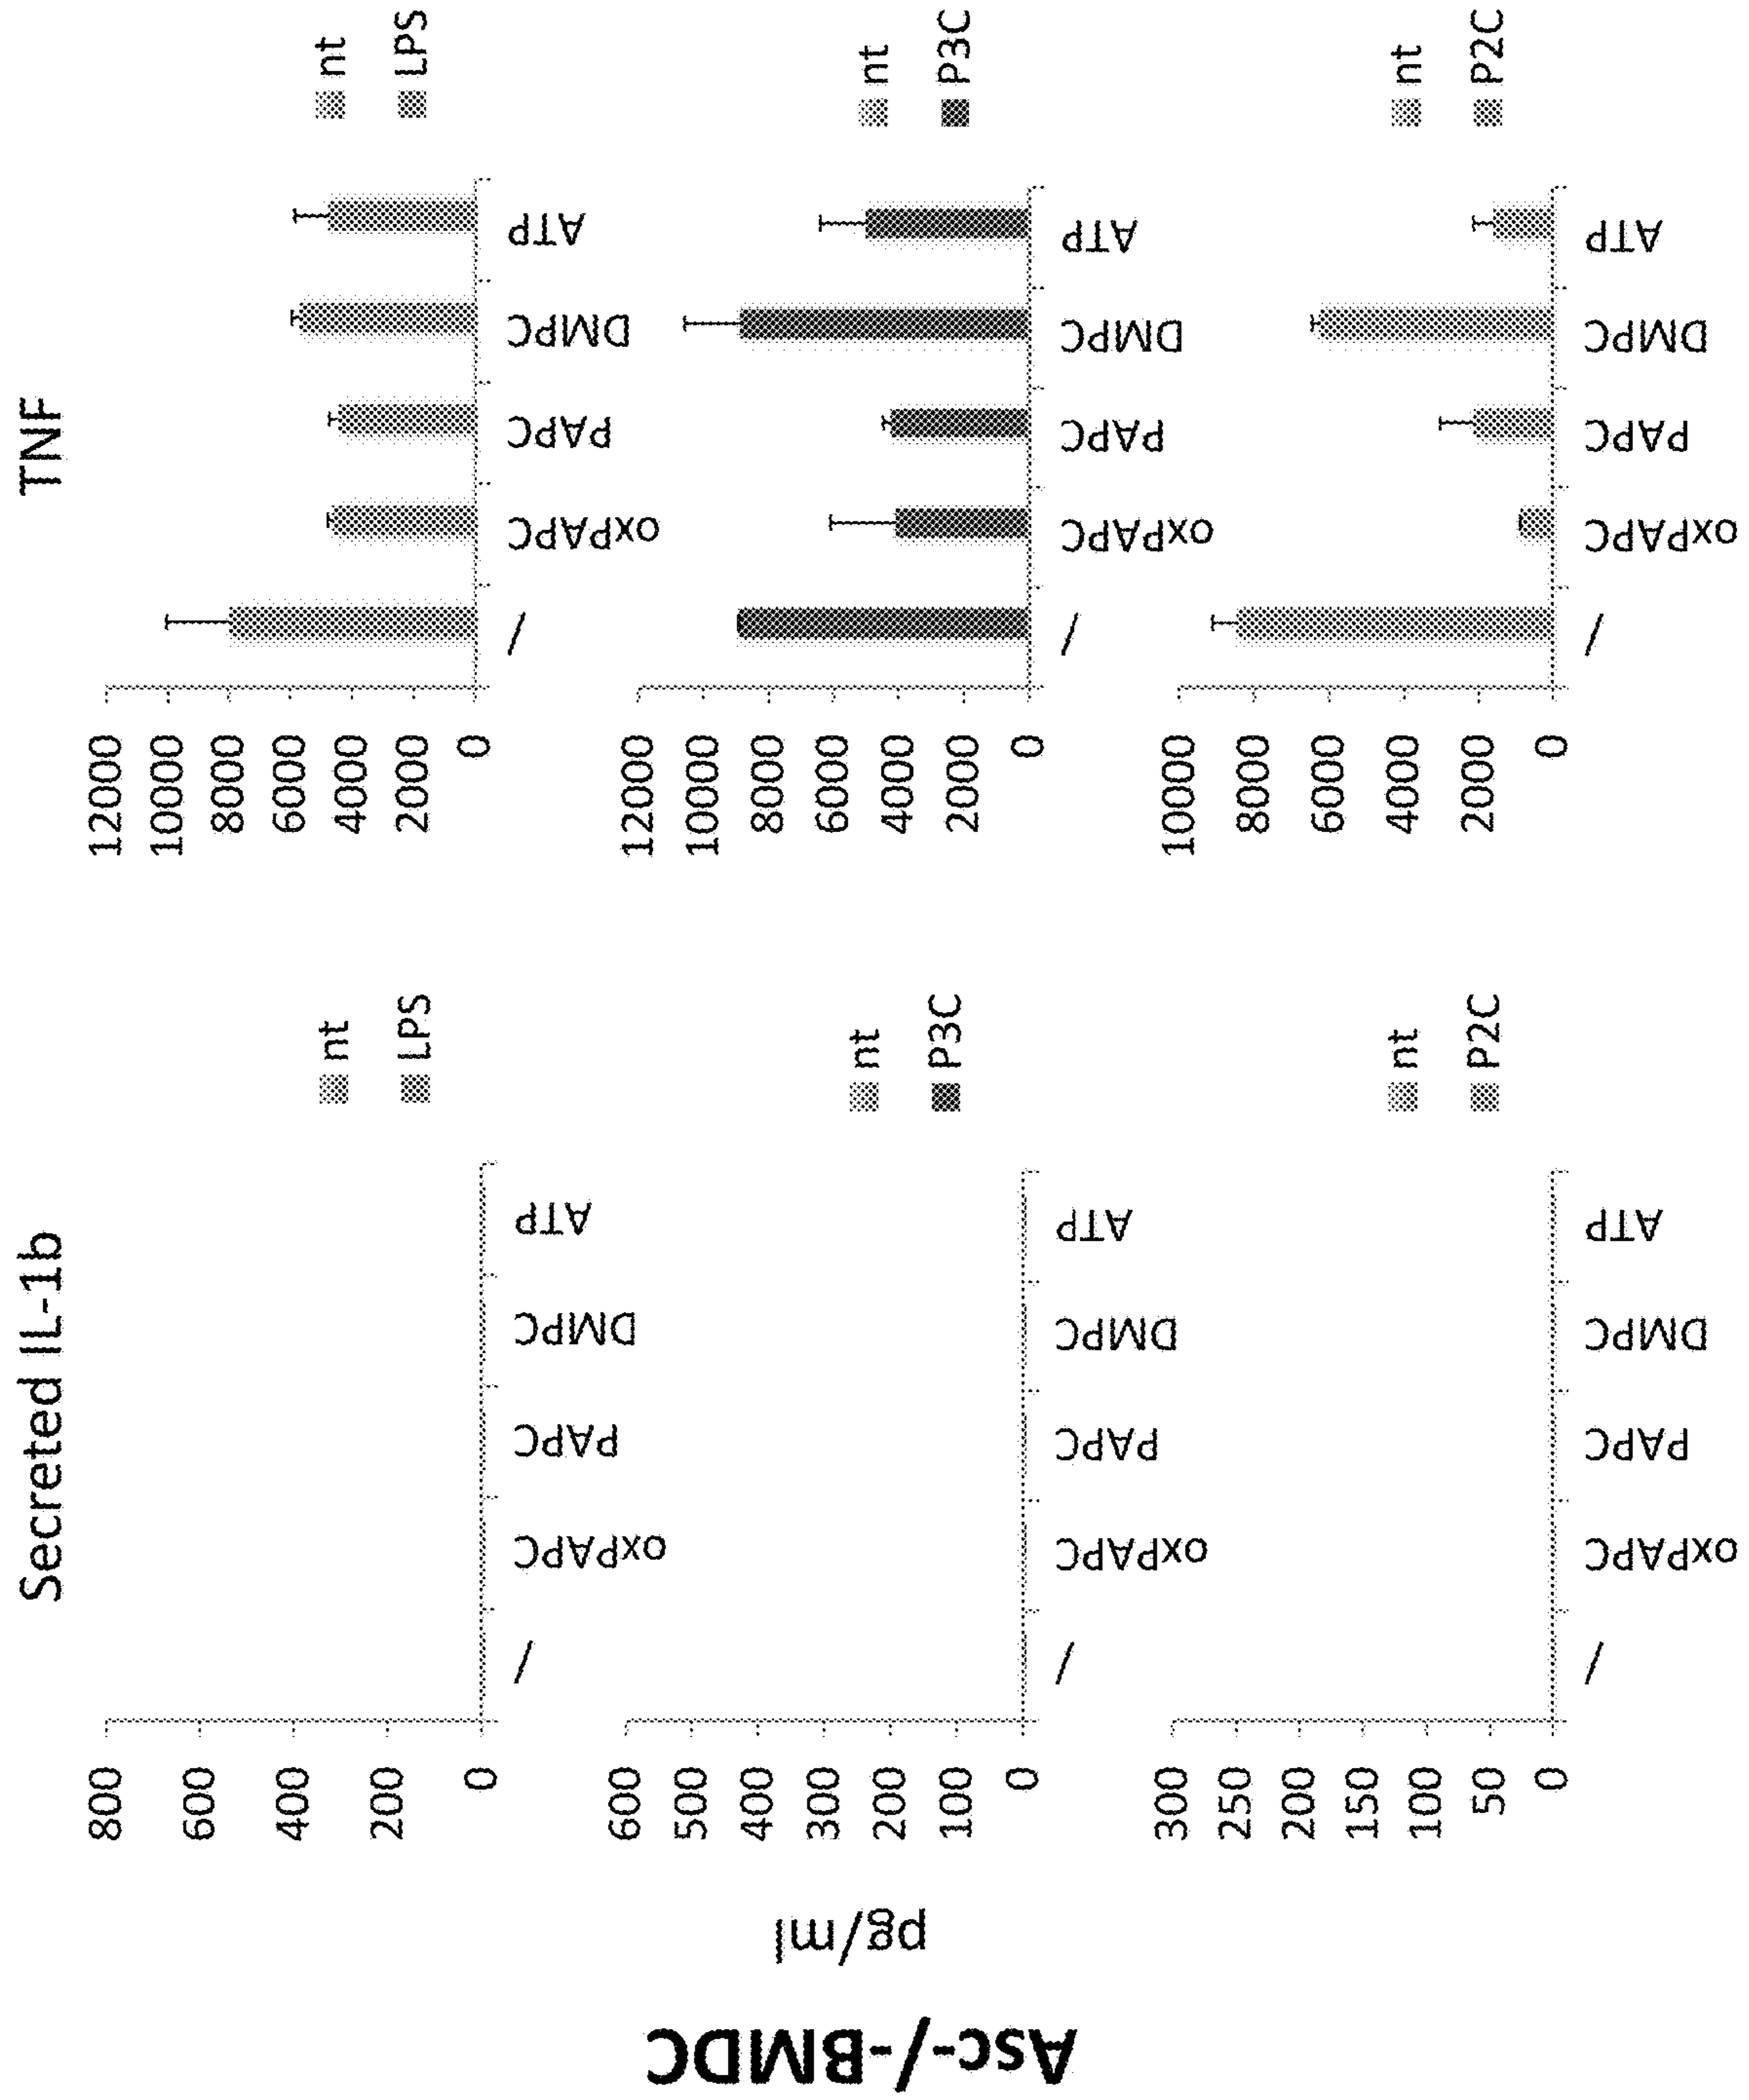 Asc-/-BMDC
pg/ml
Secreted IL-1b
800
600
400
200
0
/
oxPAPC
PAPC
DMPC
ATP
nt
LPS
600
500
400
300
200
100
0
/
oxPAPC
PAPC
DMPC
ATP
nt
P3C
300
250
200
150
100
50
0
/
oxPAPC
PAPC
DMPC
ATP
nt
P2C
TNF
12000
10000
8000
6000
4000
2000
0
/
oxPAPC
PAPC
DMPC
ATP
nt
LPS
12000
10000
8000
6000
4000
2000
0
/
oxPAPC
PAPC
DMPC
ATP
nt
P3C
10000
8000
6000
4000
2000
0
/
oxPAPC
PAPC
DMPC
ATP
nt
P2C